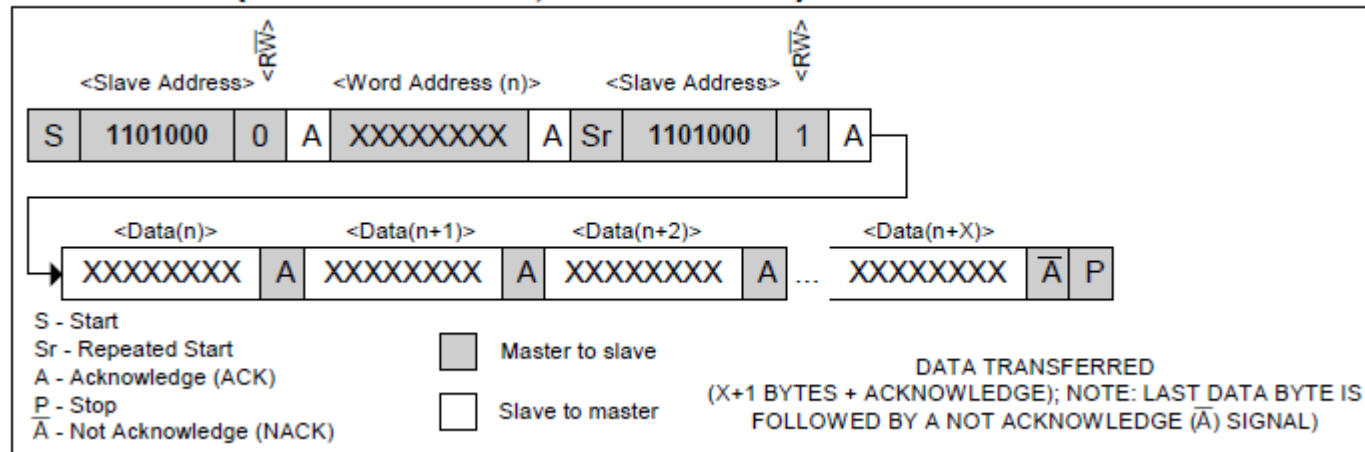 <RW̅> <RW̅>
<Slave Address> <Word Address (n)> <Slave Address>
S 1101000 0 A XXXXXXXX A Sr 1101000 1 A
<Data(n)> <Data(n+1)> <Data(n+2)> <Data(n+X)>
XXXXXXXX A XXXXXXXX A XXXXXXXX A ... XXXXXXXX A̅ P
S - Start
Sr - Repeated Start
A - Acknowledge (ACK)
P - Stop
A̅ - Not Acknowledge (NACK)
Master to slave
Slave to master
DATA TRANSFERRED
(X+1 BYTES + ACKNOWLEDGE); NOTE: LAST DATA BYTE IS
FOLLOWED BY A NOT ACKNOWLEDGE (A̅) SIGNAL)